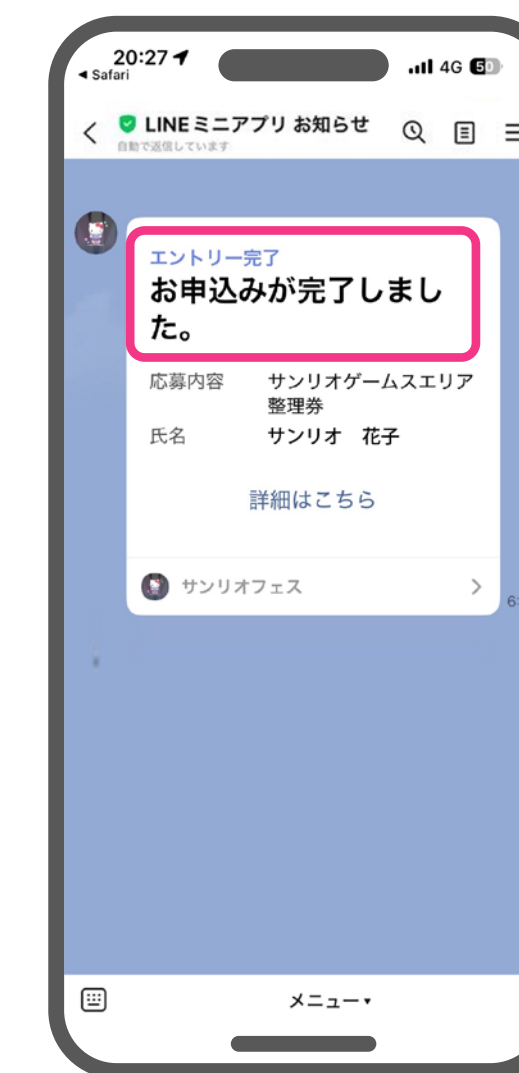 20:27
4G 50
◀ Safari
LINEミニアプリ お知らせ
自動で返信しています
エントリー完了
お申込みが完了しまし
た。
応募内容 サンリオゲームスエリア
整理券
氏名 サンリオ 花子
詳細はこちら
サンリオフェス
メニュー▾